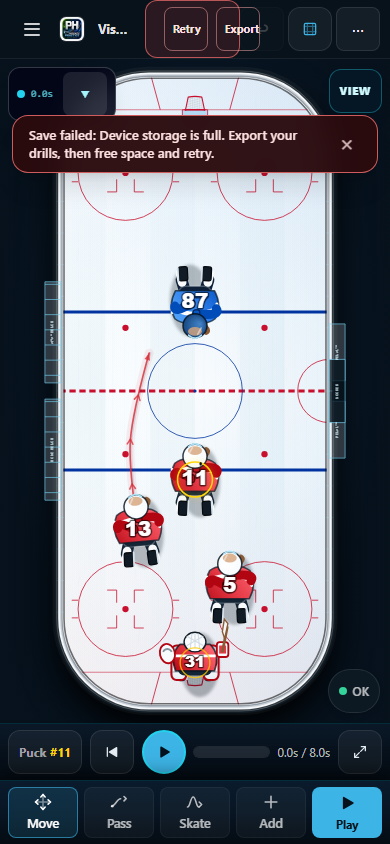 PH
Vis...
Retry
Export
...
0.0s
VIEW
Save failed: Device storage is full. Export your
drills, then free space and retry.
87
11
13
5
31
OK
Puck #11
0.0s / 8.0s
Move
Pass
Skate
Add
Play